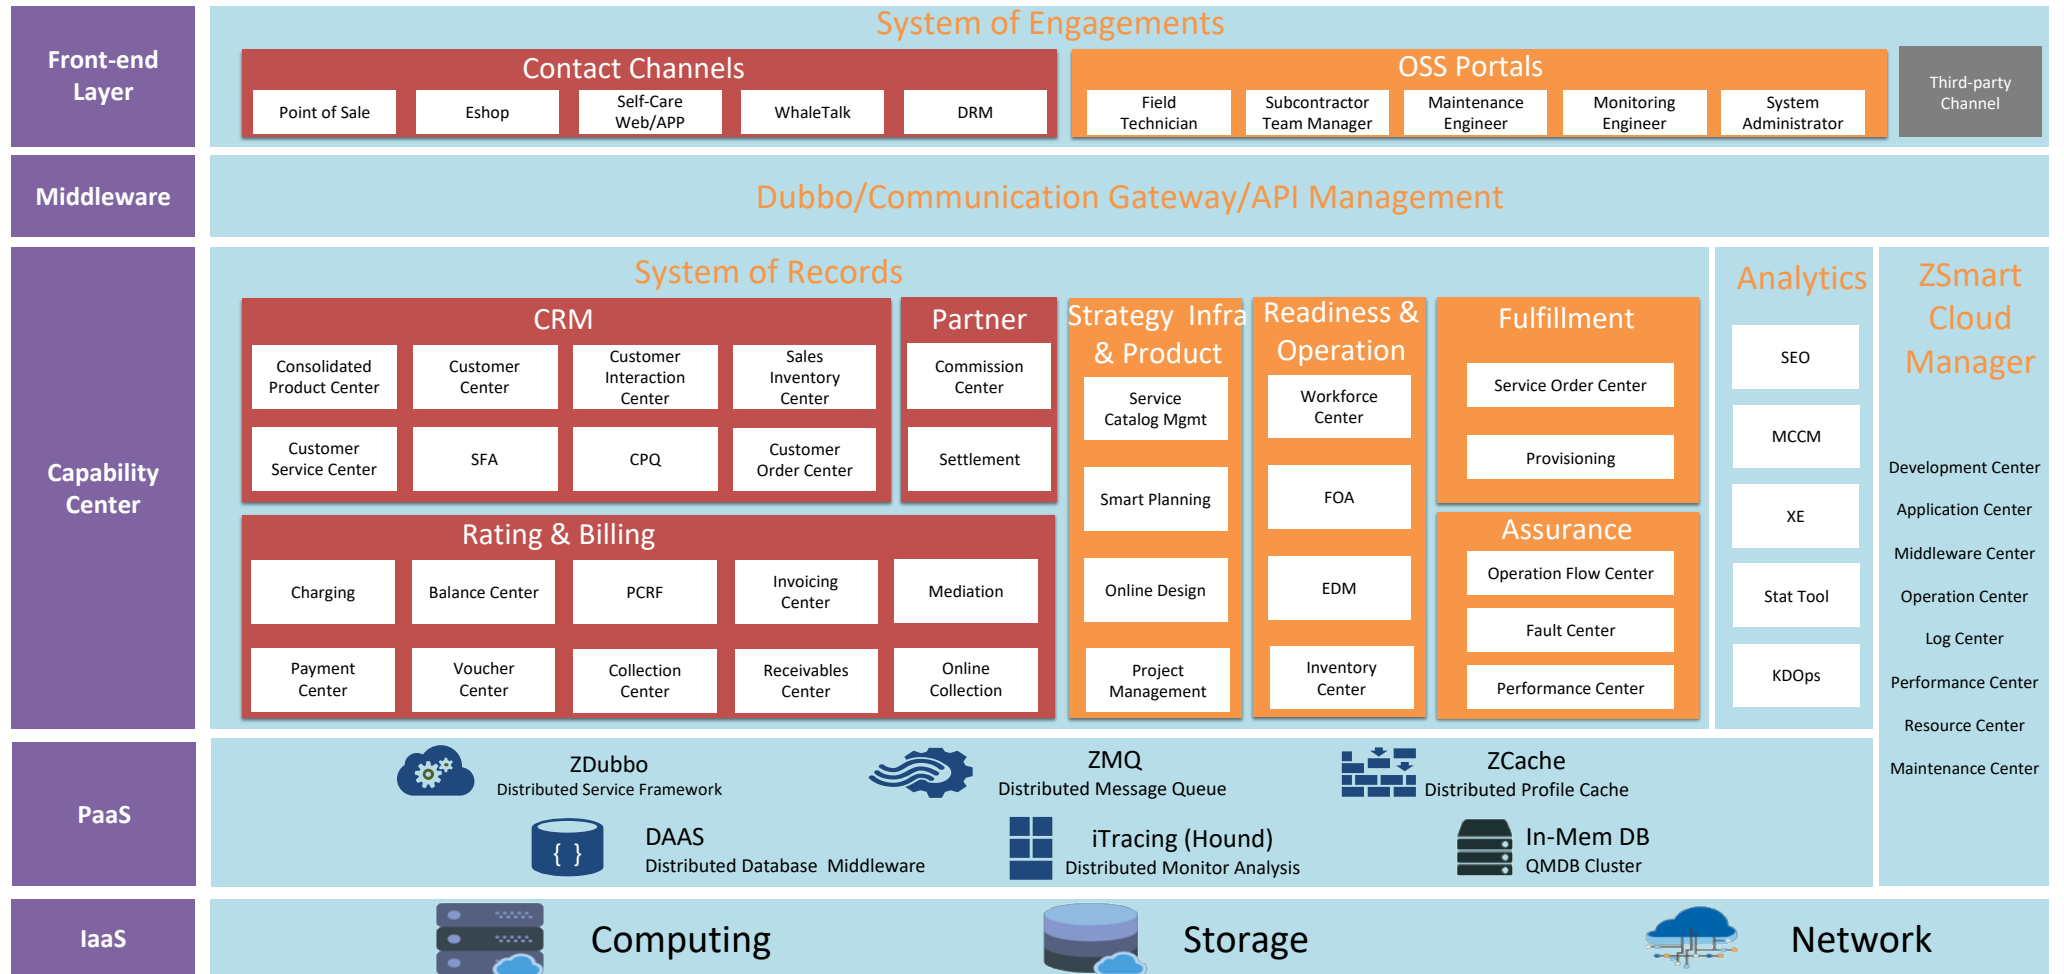 System of Engagements
Front-end
Layer
Contact Channels
Point of Sale
Eshop
Self-Care
Web/APP
WhaleTalk
DRM
OSS Portals
Field
Technician
Subcontractor
Team Manager
Maintenance
Engineer
Monitoring
Engineer
System
Administrator
Third-party
Channel
Middleware
Dubbo/Communication Gateway/API Management
Capability
Center
System of Records
CRM
Consolidated
Product Center
Customer
Center
Customer
Interaction
Center
Sales
Inventory
Center
Customer
Service Center
SFA
CPQ
Customer
Order Center
Partner
Commission
Center
Settlement
Rating & Billing
Charging
Balance Center
PCRF
Invoicing
Center
Mediation
Payment
Center
Voucher
Center
Collection
Center
Receivables
Center
Online
Collection
Strategy Infra
& Product
Service
Catalog Mgmt
Smart Planning
Online Design
Project
Management
Readiness &
Operation
Workforce
Center
FOA
EDM
Inventory
Center
Fulfillment
Service Order Center
Provisioning
Assurance
Operation Flow Center
Fault Center
Performance Center
Analytics
SEO
MCCM
XE
Stat Tool
KDOps
ZSmart
Cloud
Manager
Development Center
Application Center
Middleware Center
Operation Center
Log Center
Performance Center
Resource Center
Maintenance Center
PaaS
ZDubbo
Distributed Service Framework
ZMQ
Distributed Message Queue
ZCache
Distributed Profile Cache
{ }
DAAS
Distributed Database Middleware
iTracing (Hound)
Distributed Monitor Analysis
In-Mem DB
QMDB Cluster
IaaS
Computing
Storage
Network